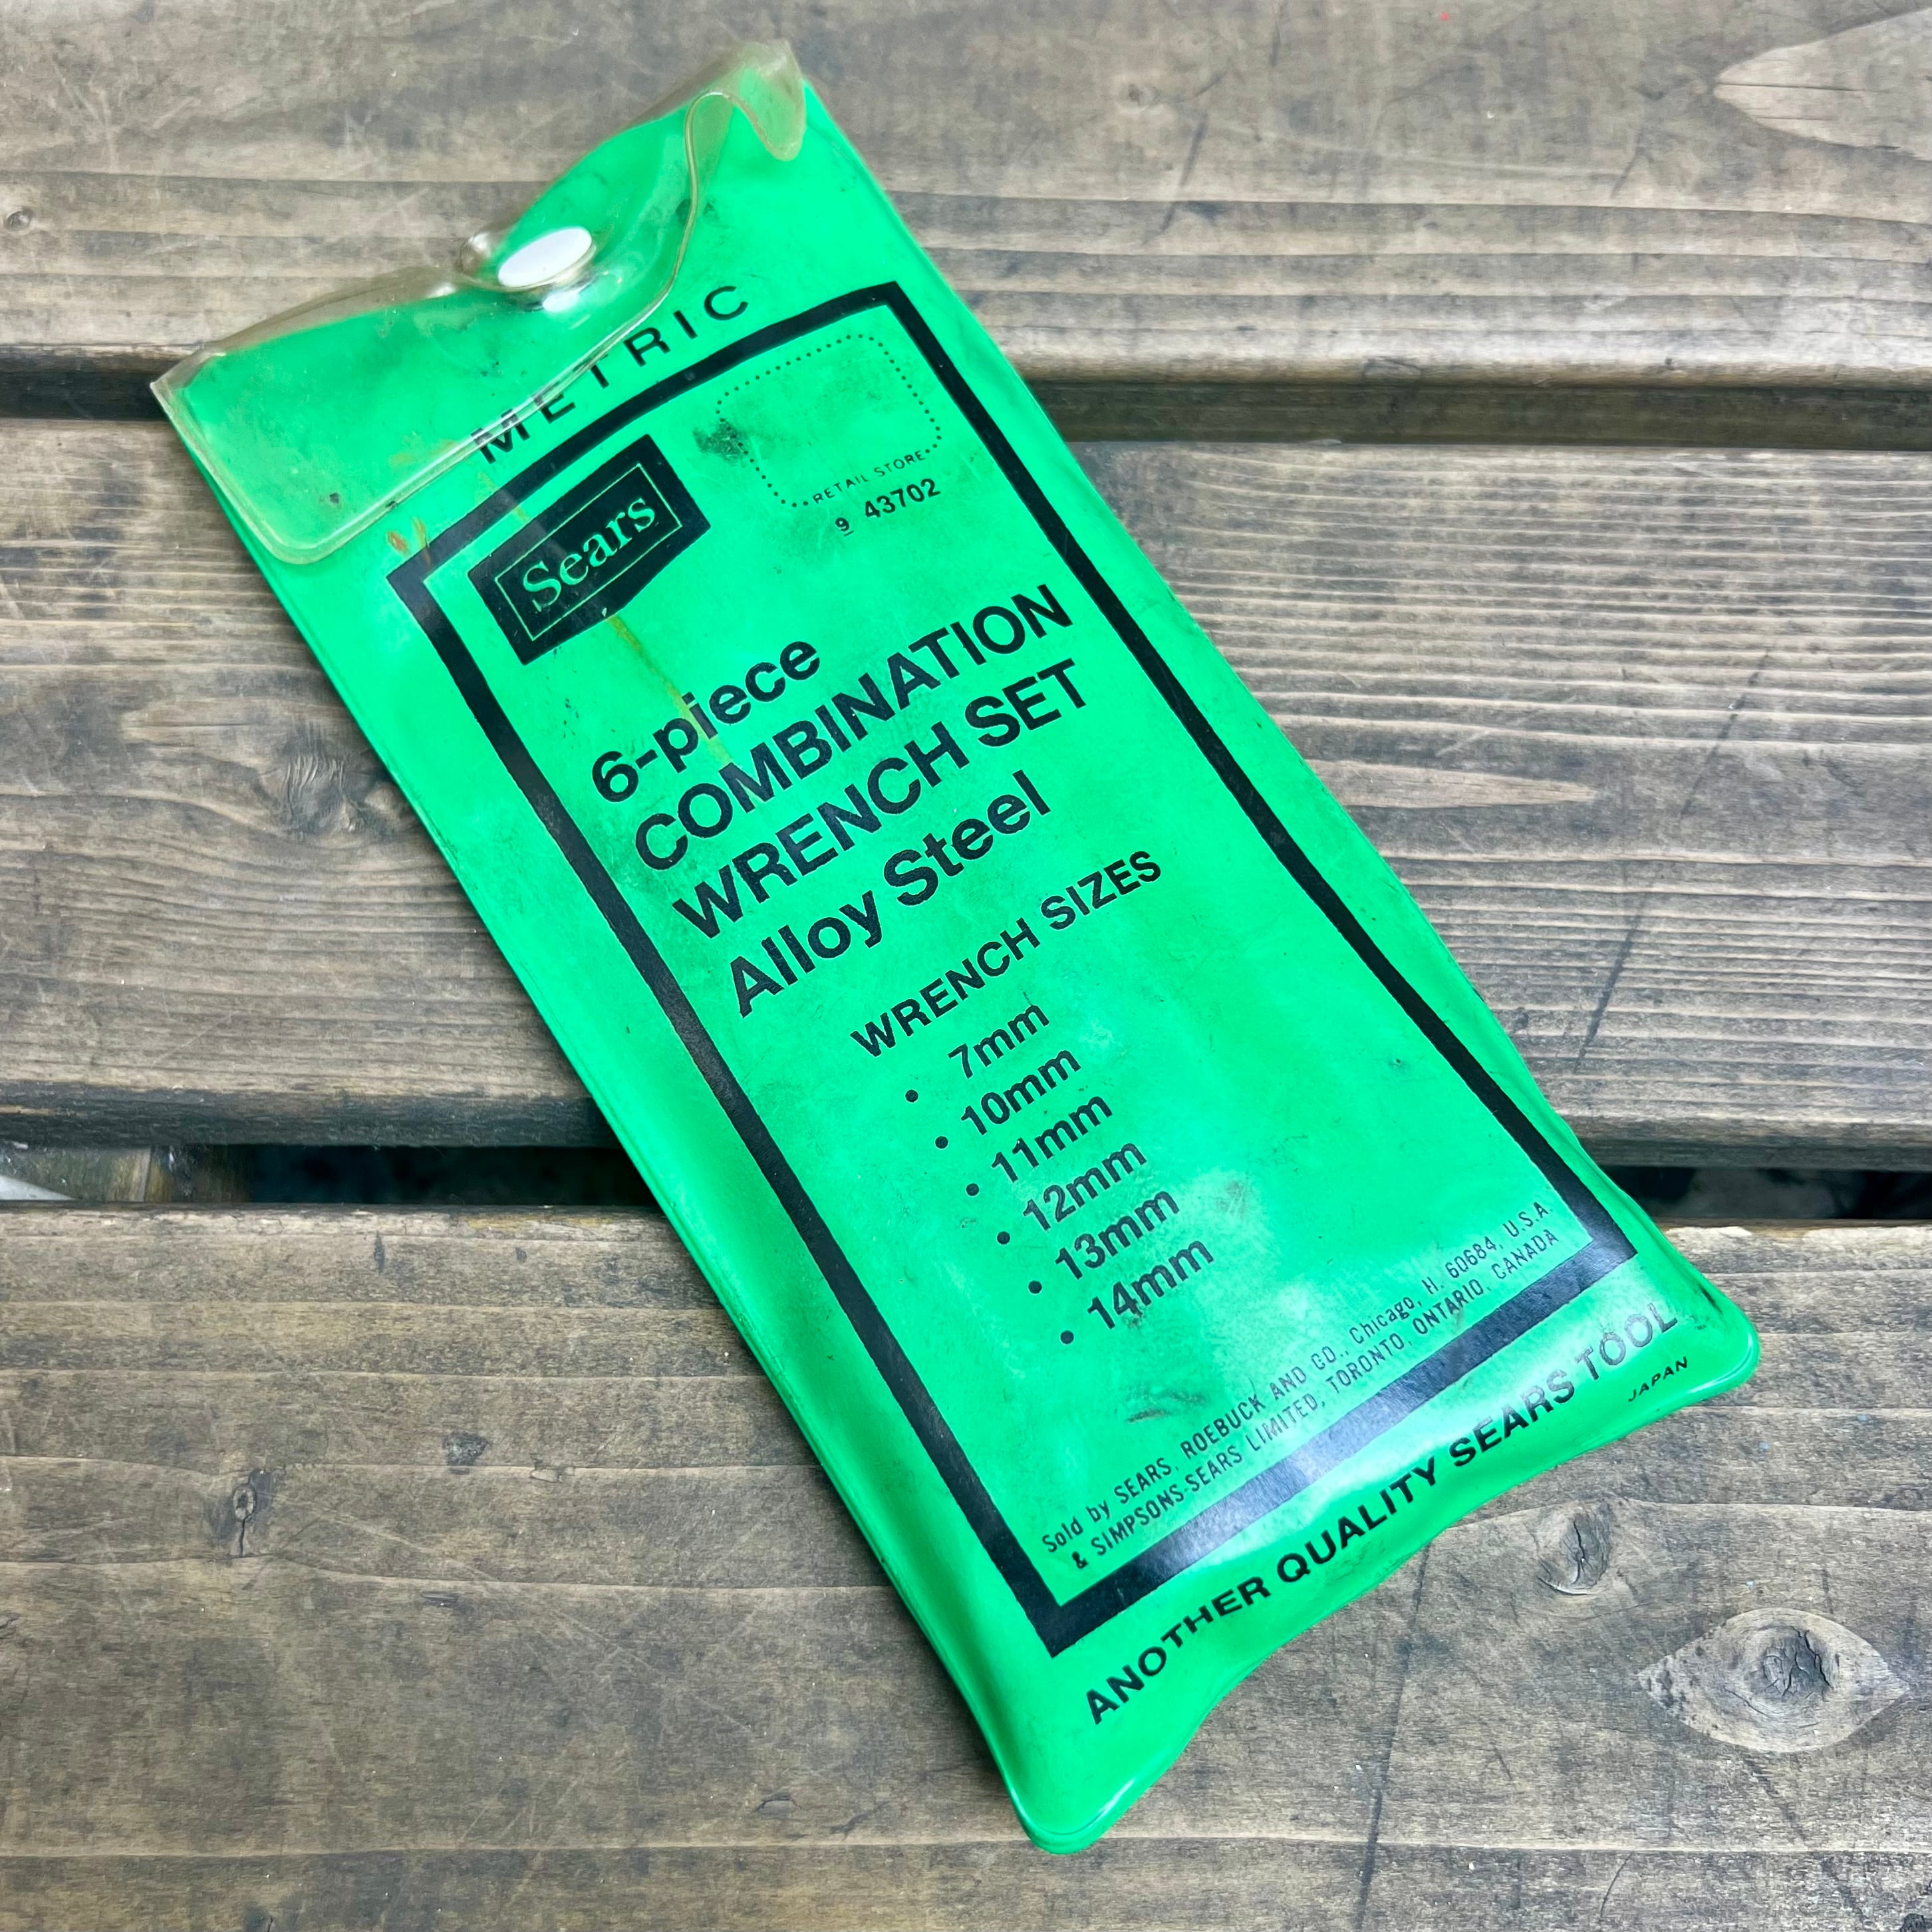 METRIC
Sears
RETAIL STORE
9 43702
6-piece
COMBINATION
WRENCH SET
Alloy Steel
WRENCH SIZES
• 7mm
• 10mm
• 11mm
• 12mm
• 13mm
• 14mm
Sold by SEARS, ROEBUCK AND CO., Chicago, Il. 60684, U.S.A.
& SIMPSONS-SEARS LIMITED, TORONTO, ONTARIO, CANADA
ANOTHER QUALITY SEARS TOOL
JAPAN